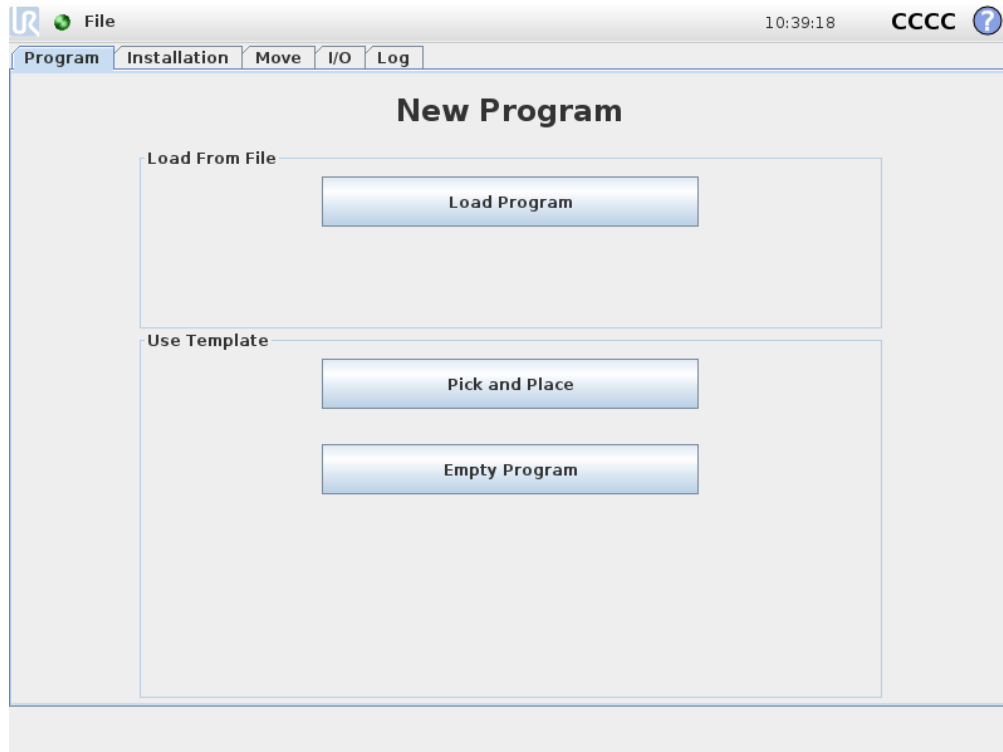 UR File 10:39:18 CCCC ?
Program Installation Move I/O Log
New Program
Load From File
Load Program
Use Template
Pick and Place
Empty Program